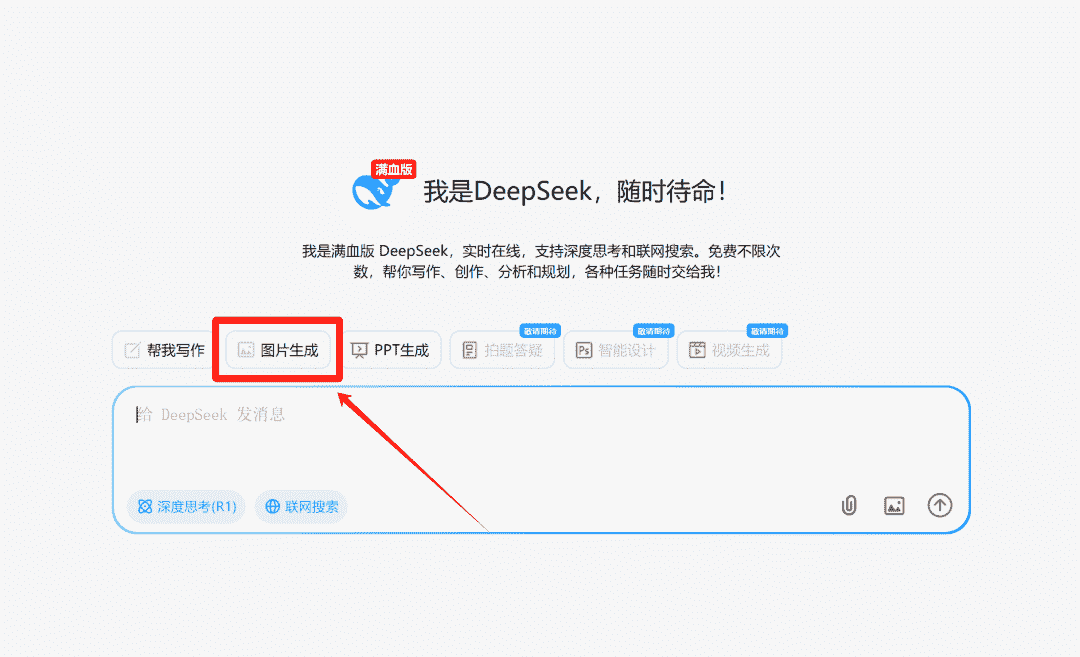 满血版
我是DeepSeek，随时待命！
我是满血版 DeepSeek，实时在线，支持深度思考和联网搜索。免费不限次
数，帮你写作、创作、分析和规划，各种任务随时交给我！
敬请期待 敬请期待 敬请期待
帮我写作 图片生成 PPT生成 拍题答疑 Ps 智能设计 视频生成
给 DeepSeek 发消息
深度思考(R1) 联网搜索